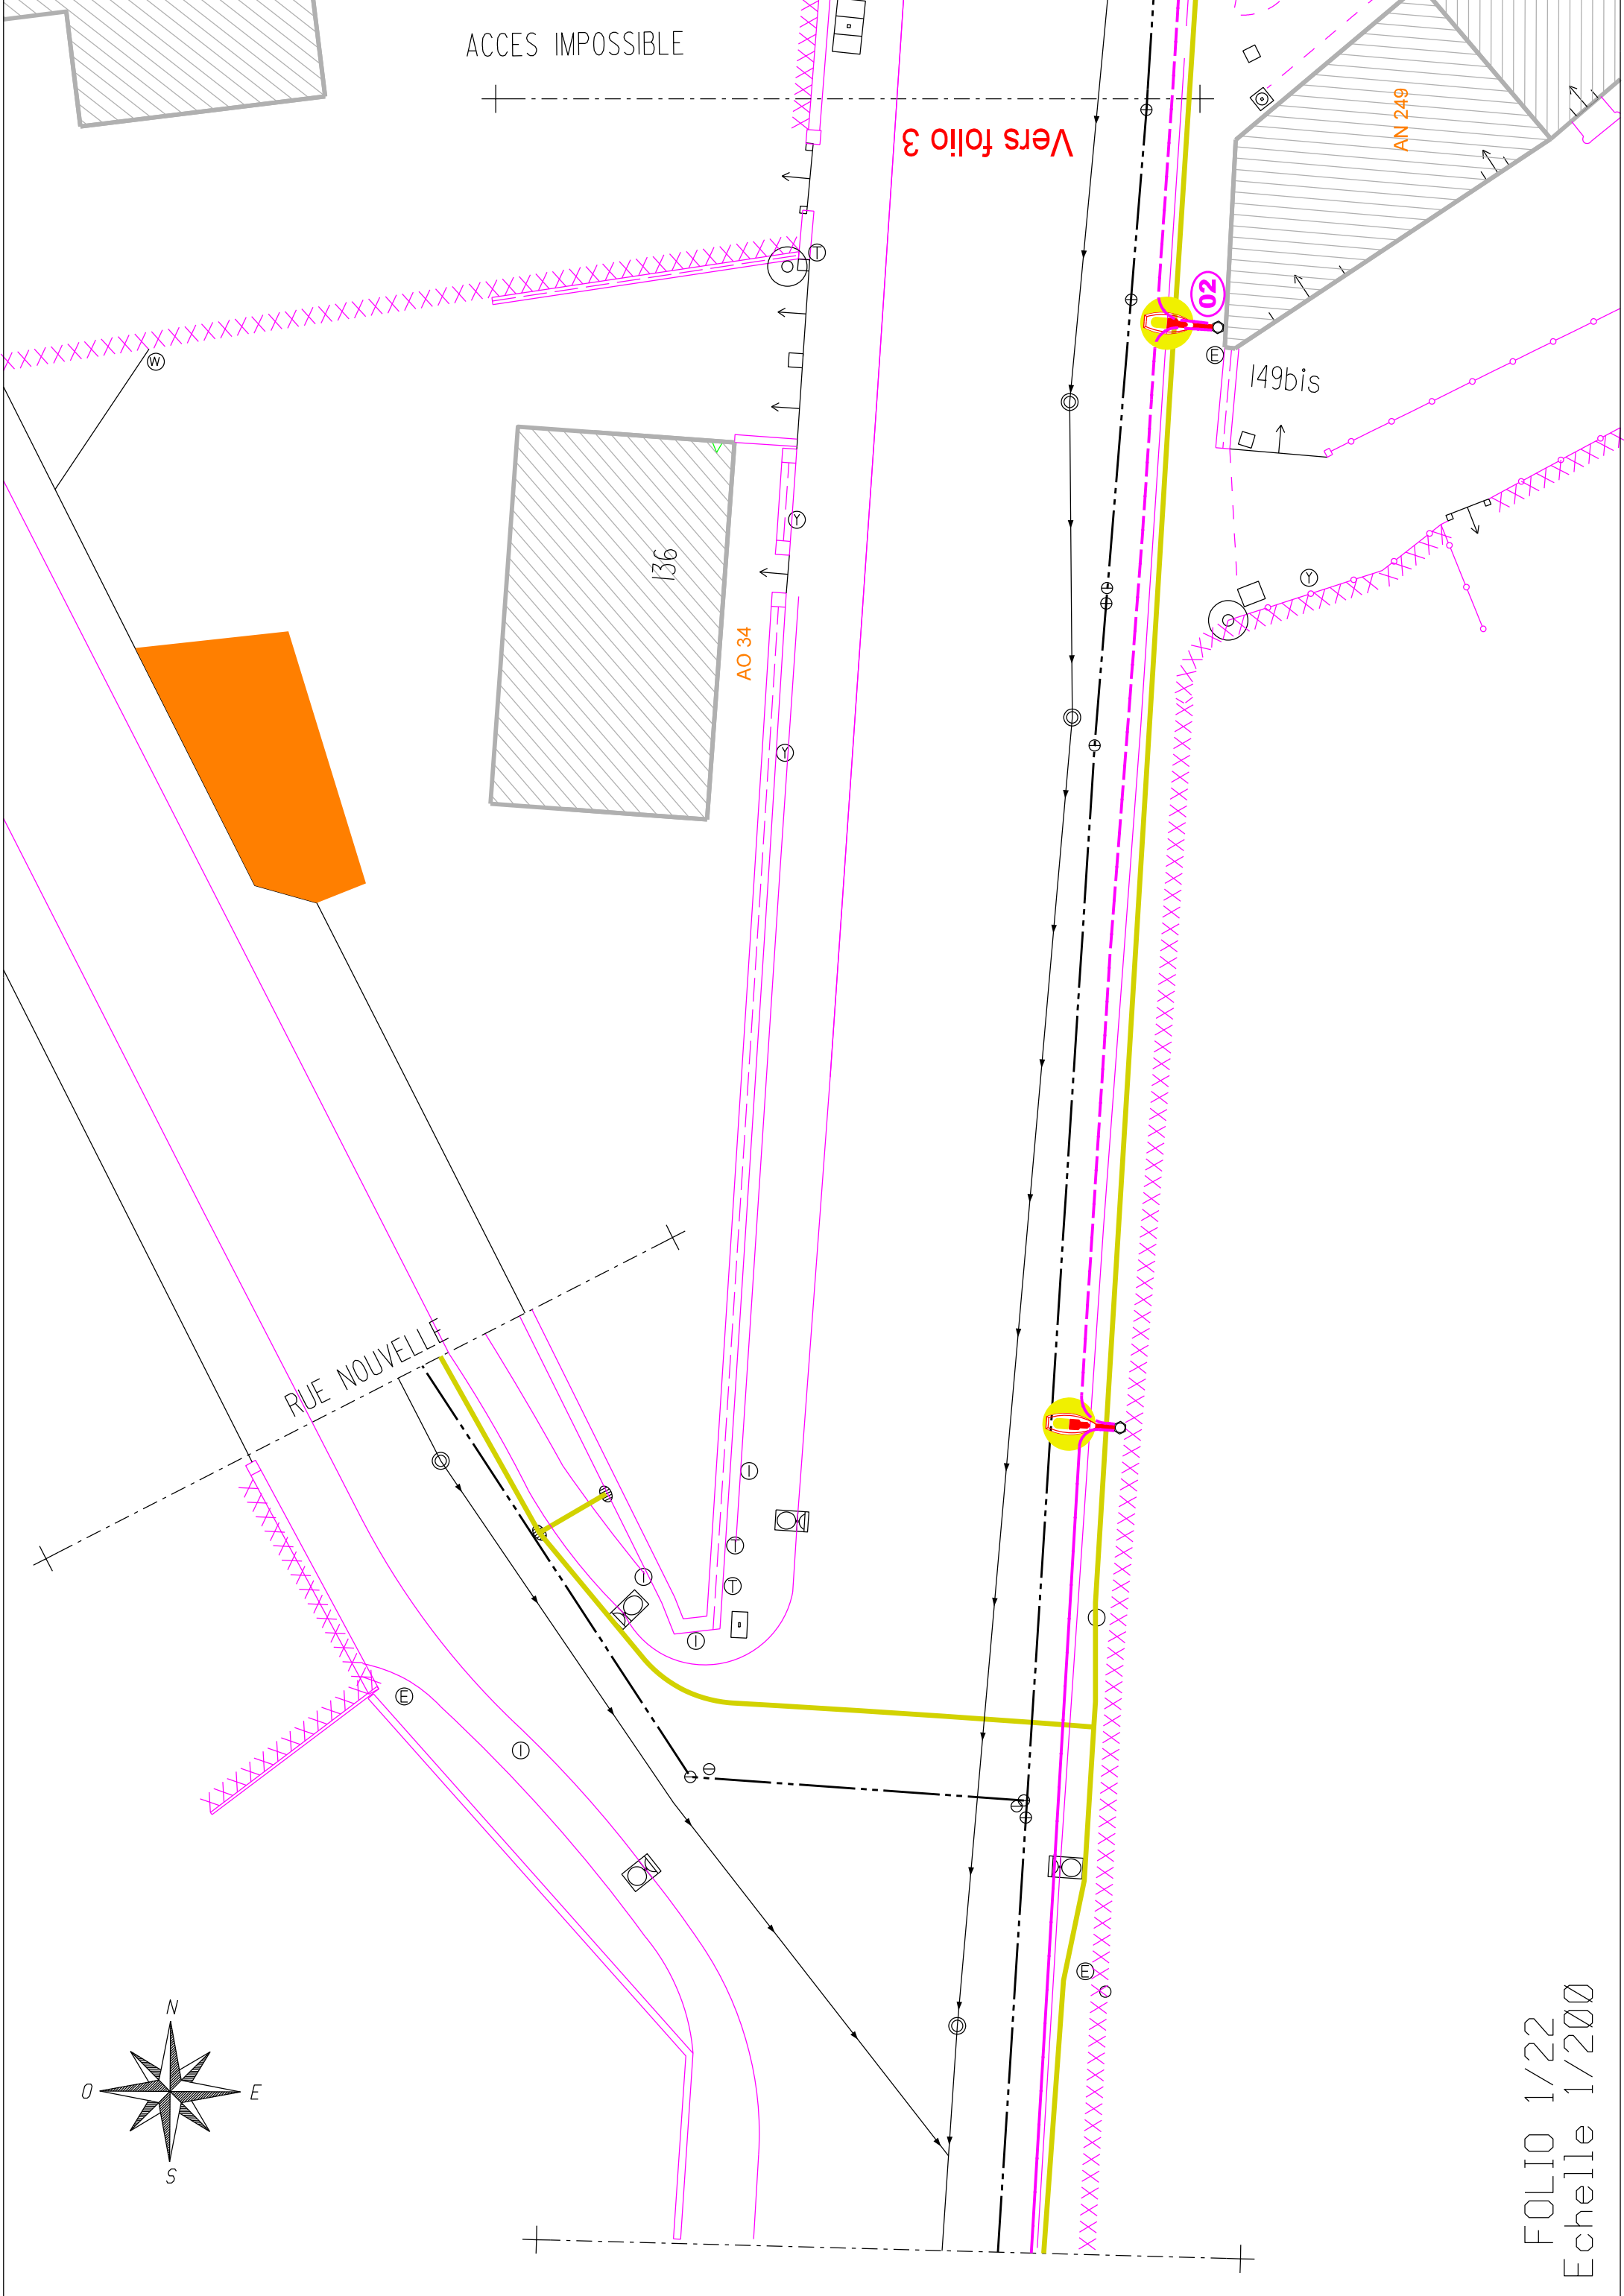 ACCES IMPOSSIBLE
Vers folio 3
AN 249
W
T
02
E
149bis
Y
136
Y
AO 34
Y
RUE NOUVELLE
I
T
I
T
I
E
I
E
N
O
E
S
FOLIO 1/22
Echelle 1/200